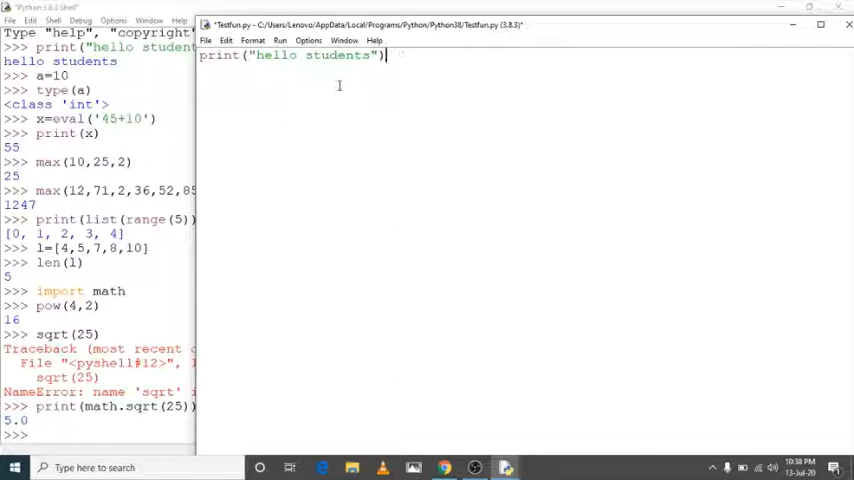 *Python 3.8.3 Shell*
File Edit Shell Debug Options Window Help
Type "help", "copyright"
>>> print("hello student
hello students
>>> a=10
>>> type(a)
<class 'int'>
>>> x=eval('45+10')
>>> print(x)
55
>>> max(10,25,2)
25
>>> max(12,71,2,36,52,85
1247
>>> print(list(range(5))
[0, 1, 2, 3, 4]
>>> l=[4,5,7,8,10]
>>> len(l)
5
>>> import math
>>> pow(4,2)
16
>>> sqrt(25)
Traceback (most recent c
File "<pyshell#12>", l
sqrt(25)
NameError: name 'sqrt' i
>>> print(math.sqrt(25))
5.0
>>>
*Testfun.py - C:/Users/Lenovo/AppData/Local/Programs/Python/Python38/Testfun.py (3.8.3)*
File Edit Format Run Options Window Help
print("hello students")
Type here to search
10:38 PM
13-Jul-20